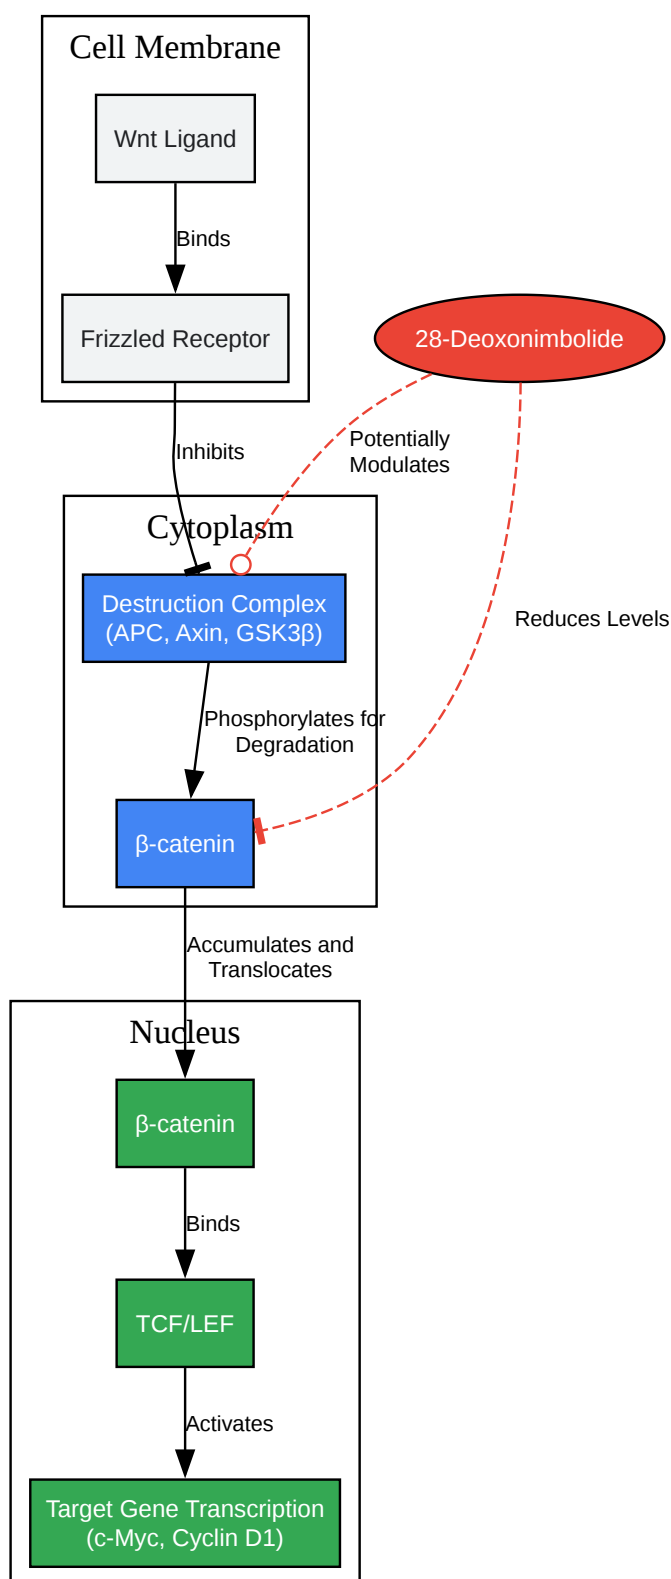 Cell Membrane
Wnt Ligand
Binds
Frizzled Receptor
28-Deoxonimbolide
Inhibits
Potentially
Modulates
Cytoplasm
Destruction Complex
(APC, Axin, GSK3β)
Reduces Levels
Phosphorylates for
Degradation
β-catenin
Accumulates and
Translocates
Nucleus
β-catenin
Binds
TCF/LEF
Activates
Target Gene Transcription
(c-Myc, Cyclin D1)